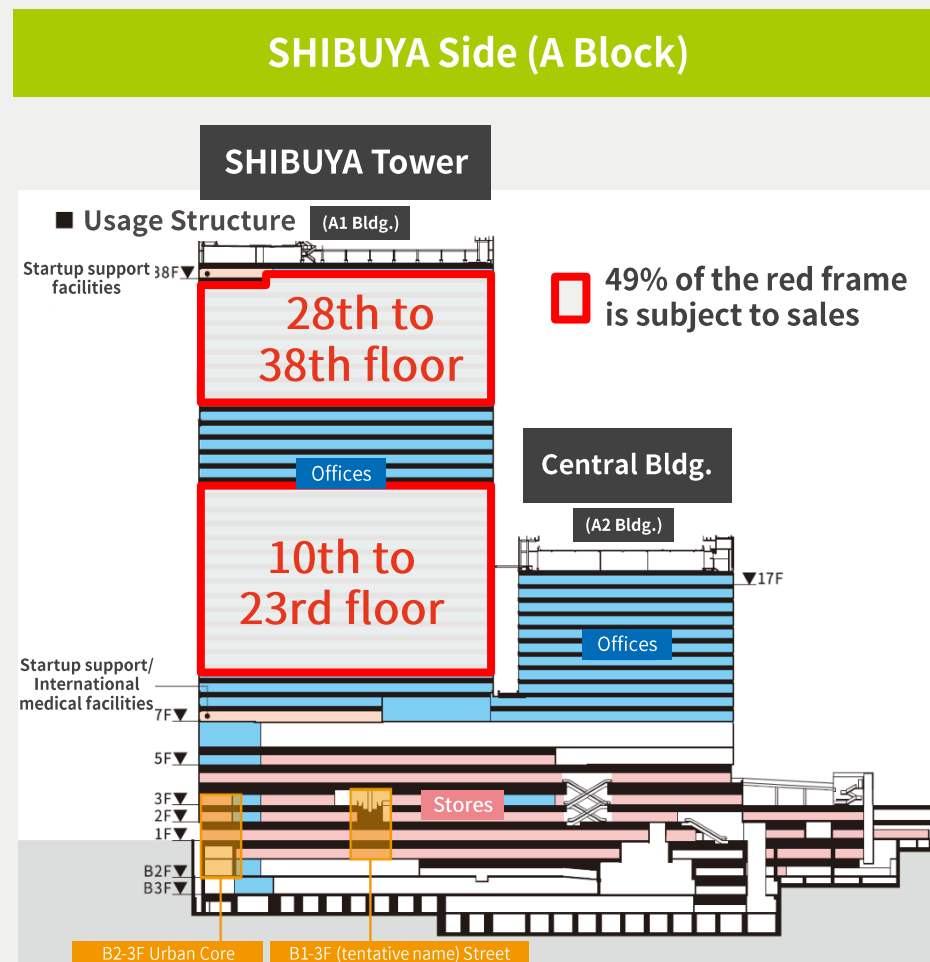 SHIBUYA Side (A Block)
SHIBUYA Tower
■ Usage Structure
(A1 Bldg.)
Startup support
facilities
38F▼
28th to
38th floor
49% of the red frame
is subject to sales
Offices
Central Bldg.
(A2 Bldg.)
10th to
23rd floor
▼17F
Offices
Startup support/
International
medical facilities
7F▼
5F▼
3F▼
Stores
2F▼
1F▼
B2F▼
B3F▼
B2-3F Urban Core
B1-3F (tentative name) Street